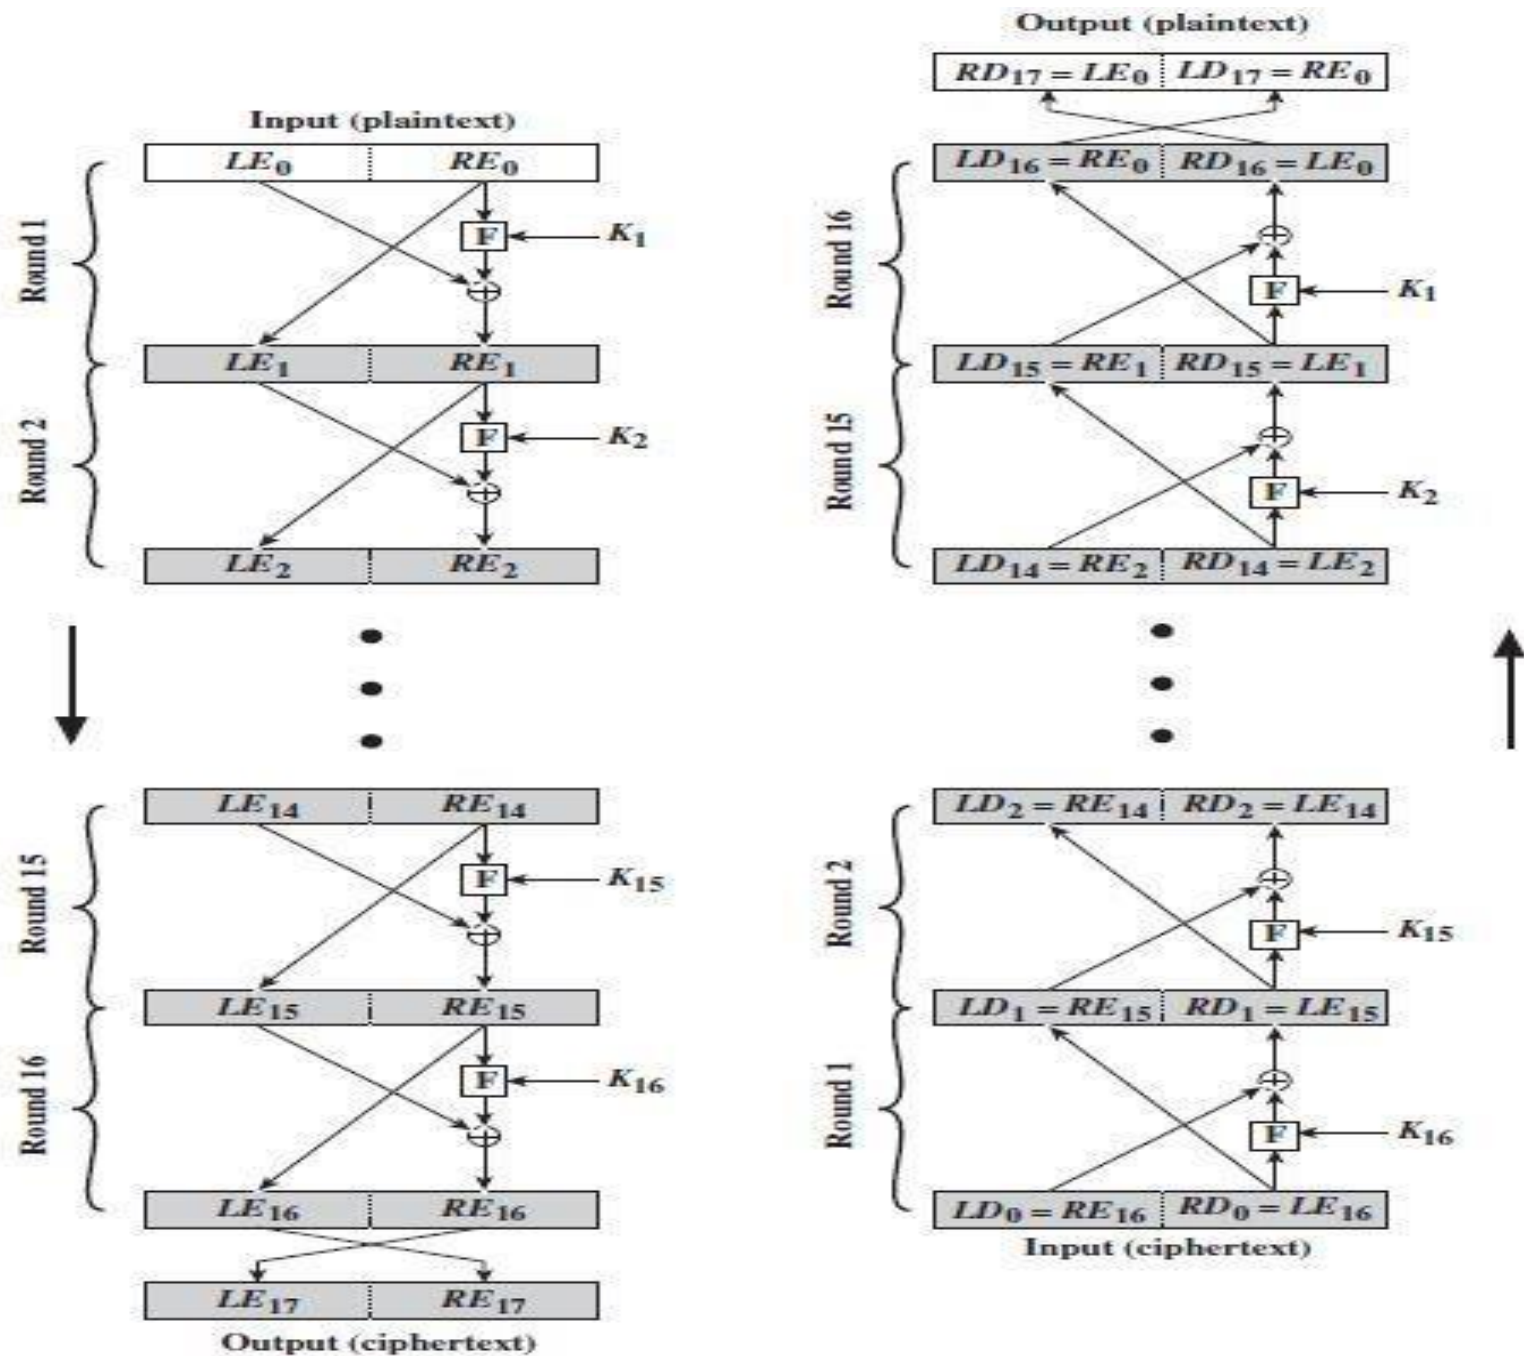 Input (plaintext)
LE0 RE0
Round 1
F K1
LE1 RE1
Round 2
F K2
LE2 RE2
LE14 RE14
Round 15
F K15
LE15 RE15
Round 16
F K16
LE16 RE16
LE17 RE17
Output (ciphertext)
Output (plaintext)
RD17 = LE0 LD17 = RE0
LD16 = RE0 RD16 = LE0
Round 16
F K1
LD15 = RE1 RD15 = LE1
Round 15
F K2
LD14 = RE2 RD14 = LE2
LD2 = RE14 RD2 = LE14
Round 2
F K15
LD1 = RE15 RD1 = LE15
Round 1
F K16
LD0 = RE16 RD0 = LE16
Input (ciphertext)